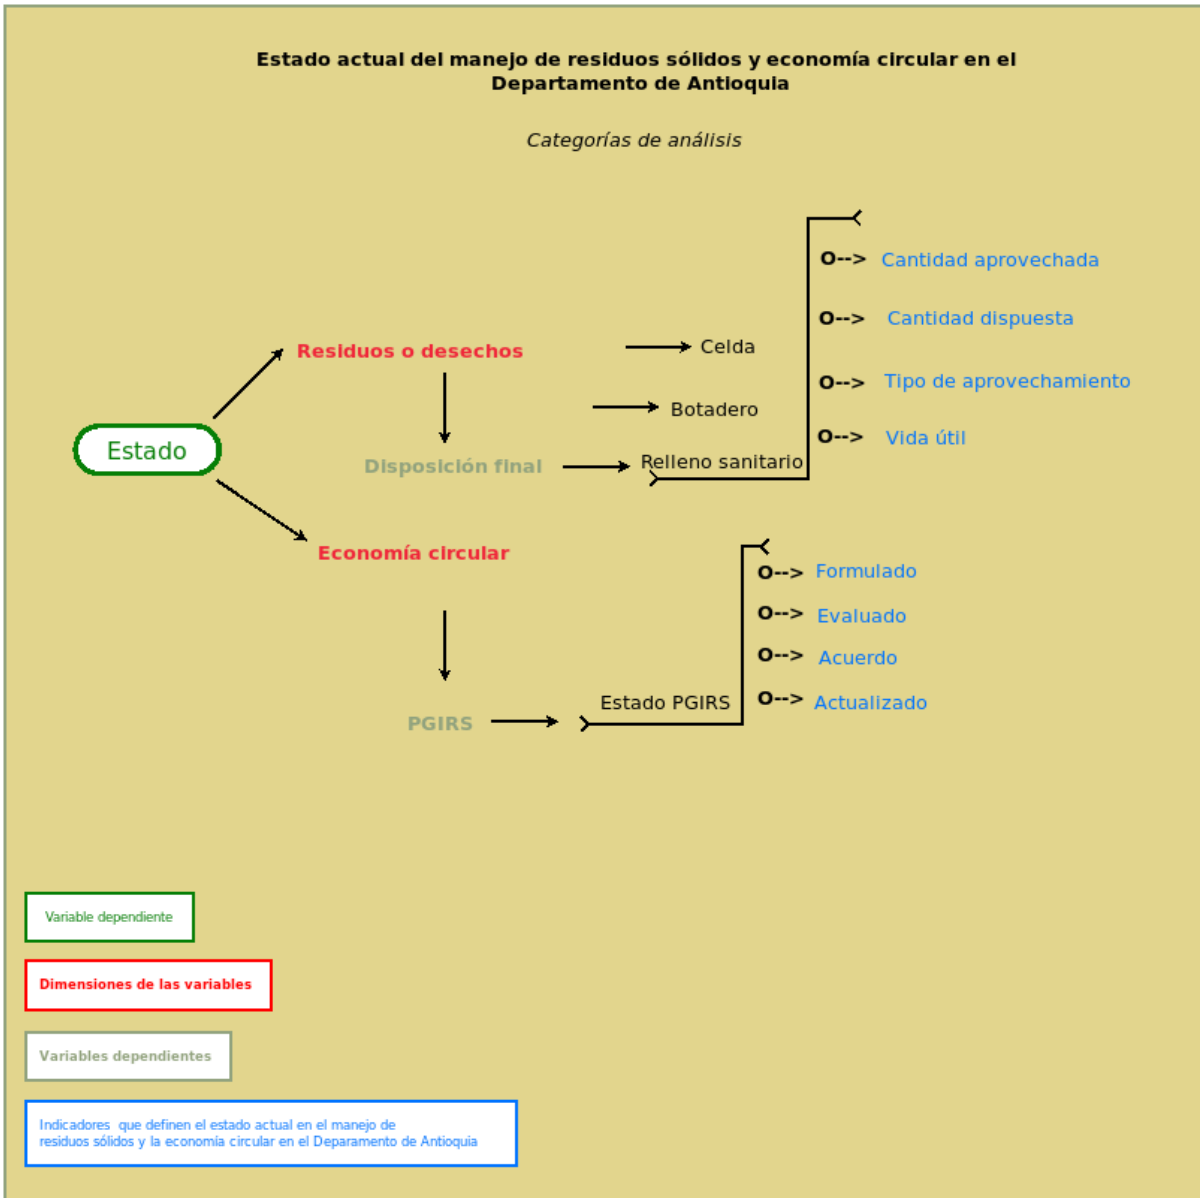 Estado actual del manejo de residuos sólidos y economía circular en el
Departamento de Antioquia
Categorías de análisis
O--> Cantidad aprovechada
O--> Cantidad dispuesta
Residuos o desechos
Celda
O--> Tipo de aprovechamiento
Botadero
O--> Vida útil
Estado
Disposición final
Relleno sanitario
Economía circular
O--> Formulado
O--> Evaluado
O--> Acuerdo
Estado PGIRS
O--> Actualizado
PGIRS
Variable dependiente
Dimensiones de las variables
Variables dependientes
Indicadores que definen el estado actual en el manejo de
residuos sólidos y la economía circular en el Deparamento de Antioquia